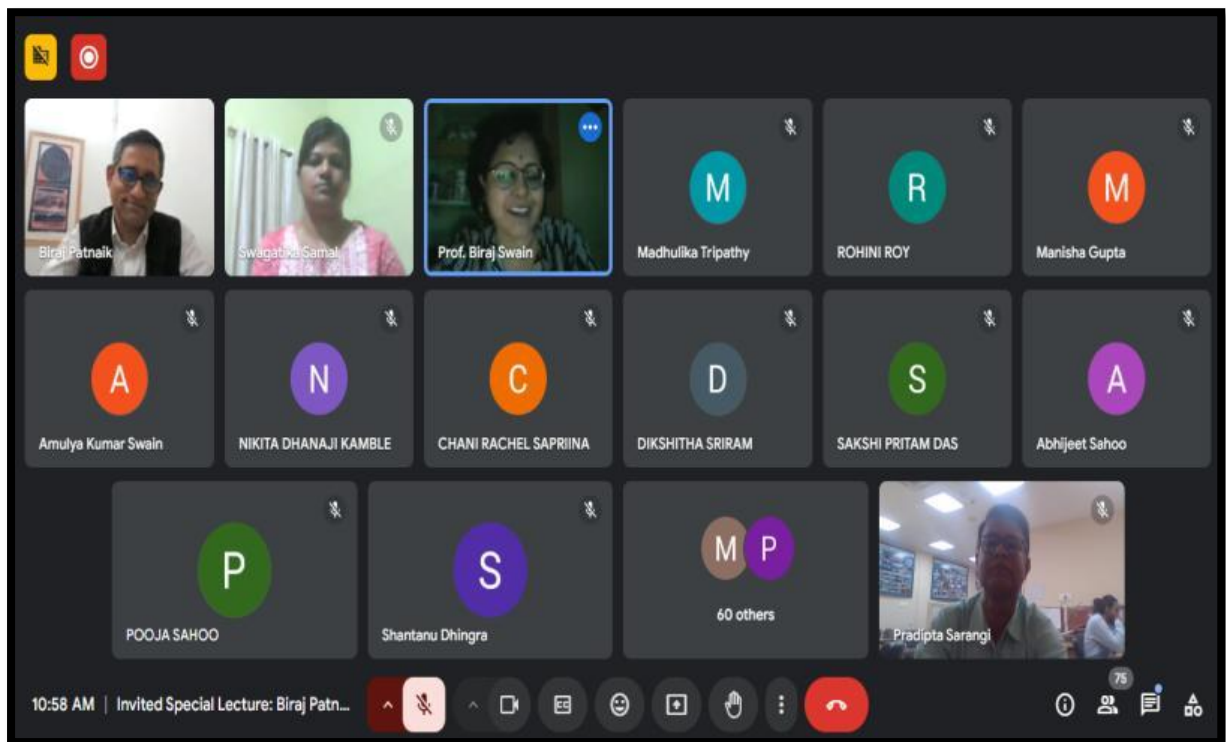 Biraj Patnaik
Swagatika Samal
Prof. Biraj Swain
M
Madhulika Tripathy
R
ROHINI ROY
M
Manisha Gupta
A
Amulya Kumar Swain
N
NIKITA DHANAJI KAMBLE
C
CHANI RACHEL SAPRIINA
D
DIKSHITHA SRIRAM
S
SAKSHI PRITAM DAS
A
Abhijeet Sahoo
P
POOJA SAHOO
S
Shantanu Dhingra
M P
60 others
Pradipta Sarangi
10:58 AM | Invited Special Lecture: Biraj Patn...
CC
75